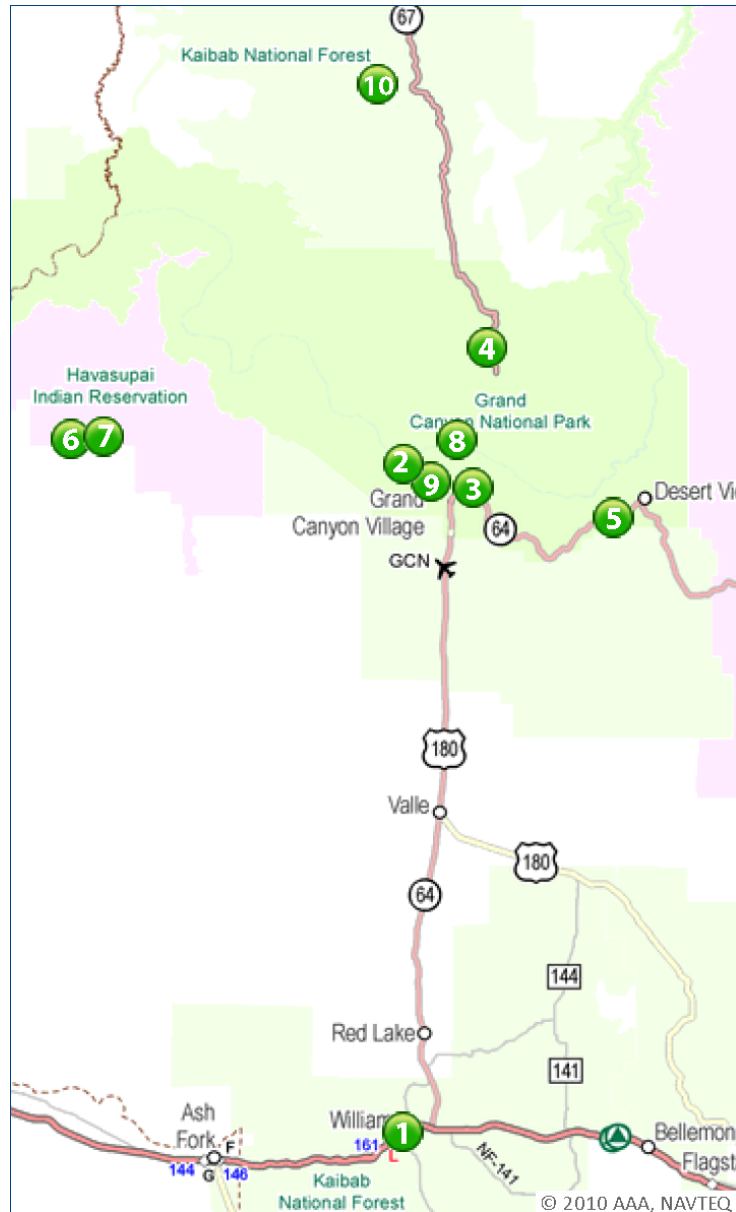 67
Kaibab National Forest
10
4
Havasupai
Indian Reservation
Grand
Canyon National Park
6
7
8
2
9
3
Grand
Canyon Village
5
Desert Vie
64
GCN
180
Valle
180
64
144
Red Lake
141
Ash
Fork
William
1
161
L
F
144
G
146
NF-141
Bellemon
Flagst
Kaibab
National Forest
© 2010 AAA, NAVTEQ